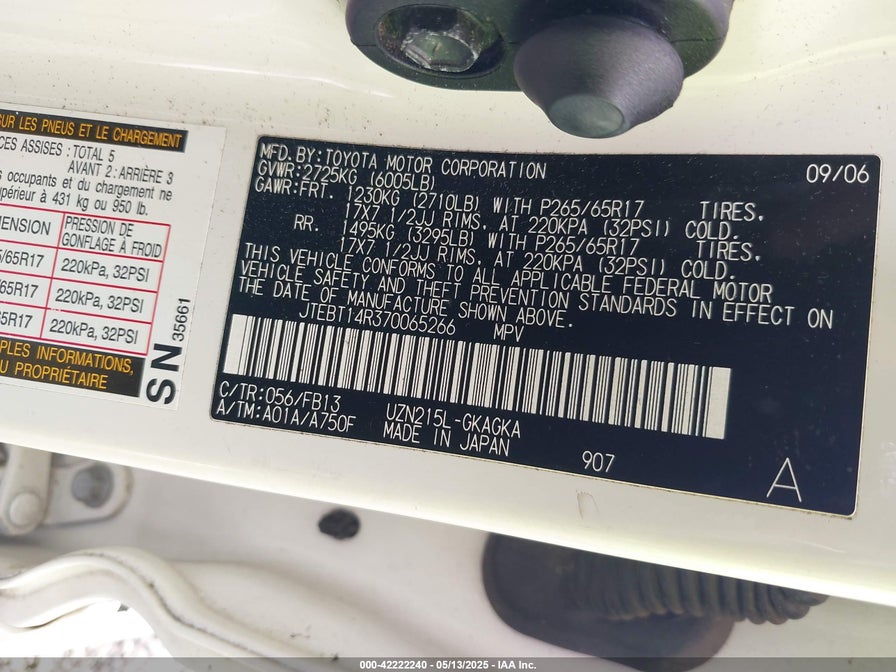 SUR LES PNEUS ET LE CHARGEMENT
CES ASSISES : TOTAL 5
AVANT 2: ARRIÈRE 3
occupants et du chargement ne
périeur à 431 kg ou 950 lb.
MENSION
PRESSION DE
GONFLAGE À FROID
/65R17 220kPa, 32PSI
65R17 220kPa, 32PSI
65R17 220kPa, 32PSI
PLES INFORMATIONS,
U PROPRIÉTAIRE
SN 35661
MFD.BY:TOYOTA MOTOR CORPORATION 09/06
GVWR:2725KG (6005LB)
GAWR:FRT. 1230KG (2710LB) WITH P265/65R17 TIRES,
17X7 1/2JJ RIMS, AT 220KPA (32PSI) COLD.
RR. 1495KG (3295LB) WITH P265/65R17 TIRES,
17X7 1/2JJ RIMS, AT 220KPA (32PSI) COLD.
THIS VEHICLE CONFORMS TO ALL APPLICABLE FEDERAL MOTOR
VEHICLE SAFETY AND THEFT PREVENTION STANDARDS IN EFFECT ON
THE DATE OF MANUFACTURE SHOWN ABOVE.
JTEBT14R370065266 MPV
C/TR:056/FB13 UZN215L-GKAGKA
A/TM:A01A/A750F MADE IN JAPAN 907
A
000-42222240 - 05/13/2025 - IAA Inc.